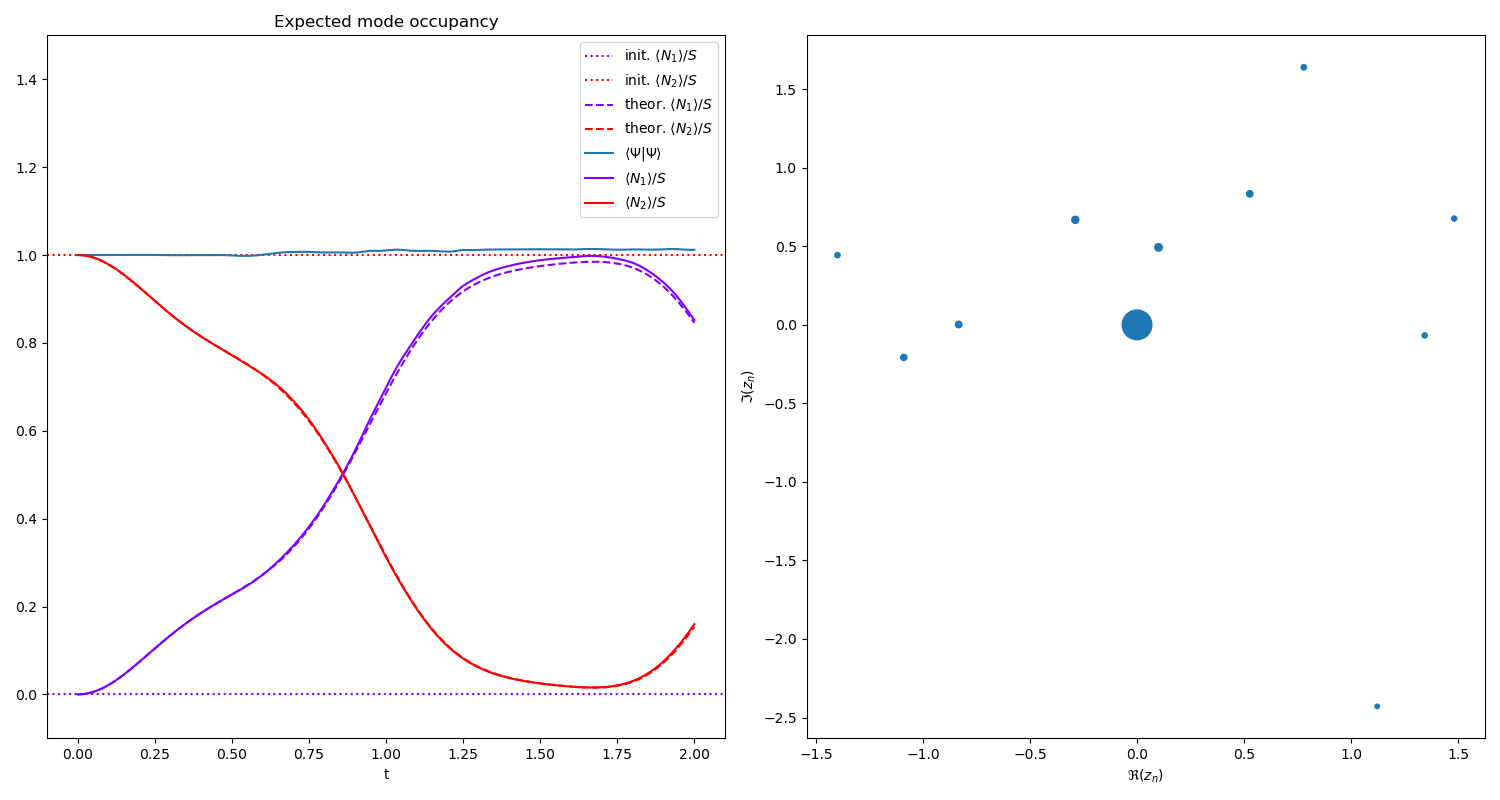 Expected mode occupancy
init. ⟨N₁⟩/S
init. ⟨N₂⟩/S
theor. ⟨N₁⟩/S
theor. ⟨N₂⟩/S
⟨Ψ|Ψ⟩
⟨N₁⟩/S
⟨N₂⟩/S
1.4
1.2
1.0
0.8
0.6
0.4
0.2
0.0
0.00 0.25 0.50 0.75 1.00 1.25 1.50 1.75 2.00
t
ℑ(zₙ)
1.5
1.0
0.5
0.0
−0.5
−1.0
−1.5
−2.0
−2.5
−1.5 −1.0 −0.5 0.0 0.5 1.0 1.5
ℜ(zₙ)